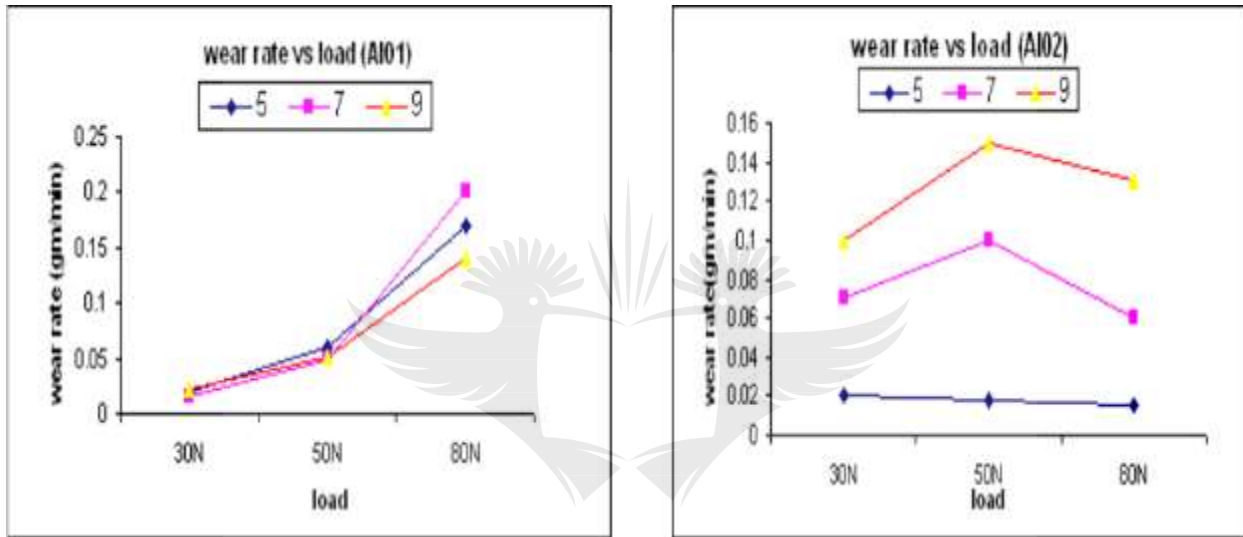 wear rate vs load (Al01)
5 7 9
wear rate (gm/min)
0.25
0.2
0.15
0.1
0.05
0
30N 50N 80N
load
wear rate vs load (Al02)
5 7 9
wear rate(gm/min)
0.16
0.14
0.12
0.1
0.08
0.06
0.04
0.02
0
30N 50N 80N
load